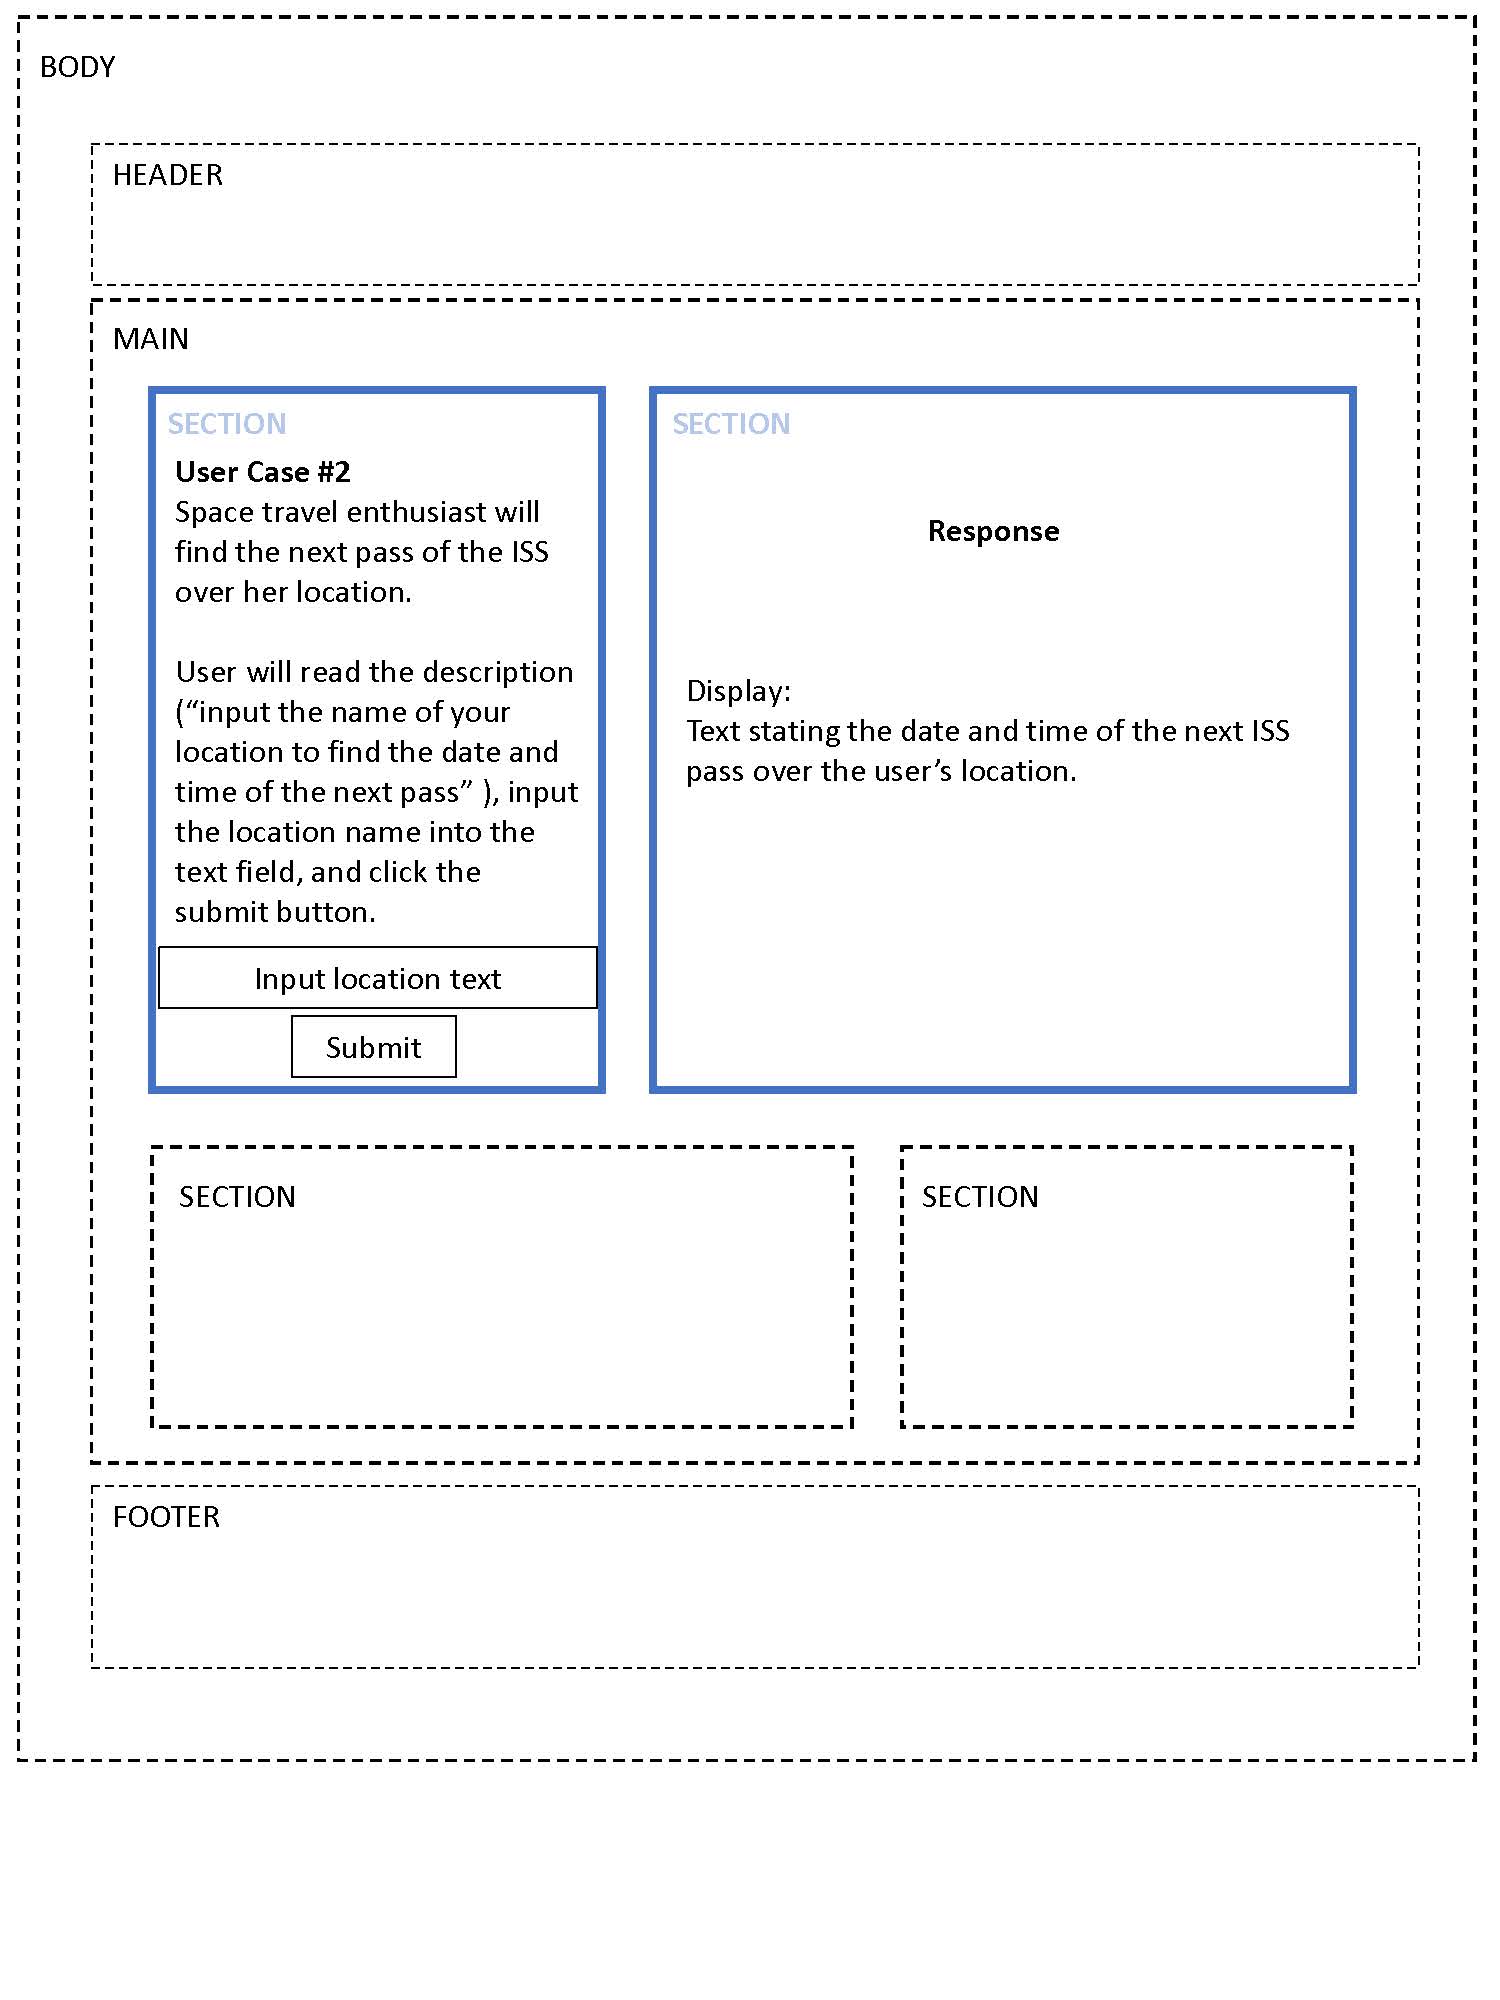 BODY
HEADER
MAIN
SECTION
User Case #2
Space travel enthusiast will
find the next pass of the ISS
over her location.
User will read the description
(“input the name of your
location to find the date and
time of the next pass” ), input
the location name into the
text field, and click the
submit button.
Input location text
Submit
SECTION
Response
Display:
Text stating the date and time of the next ISS
pass over the user’s location.
SECTION
SECTION
FOOTER